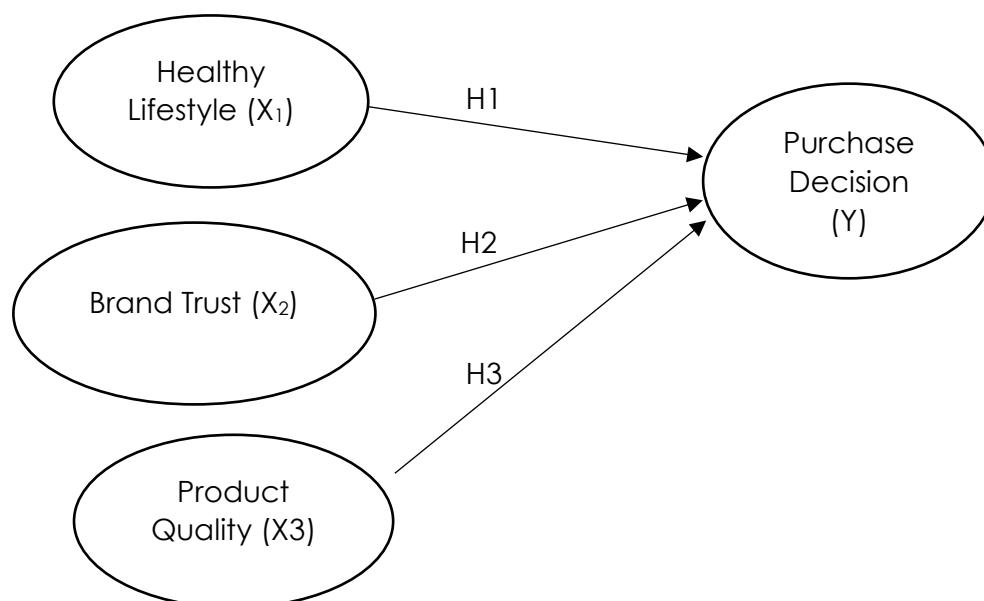 Healthy
Lifestyle (X₁)
H1
Purchase
Decision
(Y)
H2
Brand Trust (X₂)
H3
Product
Quality (X3)